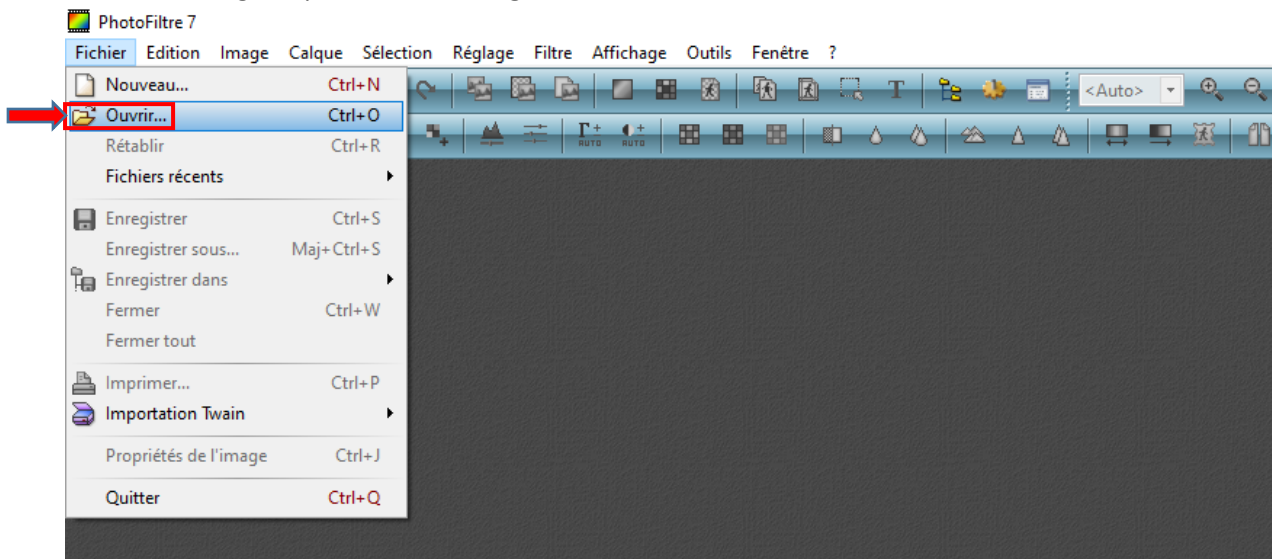 PhotoFiltre 7
Fichier Edition Image Calque Sélection Réglage Filtre Affichage Outils Fenêtre ?
Nouveau... Ctrl+N
T <Auto>
Ouvrir... Ctrl+O
AUTO AUTO
Rétablir Ctrl+R
Fichiers récents
Enregistrer Ctrl+S
Enregistrer sous... Maj+Ctrl+S
Enregistrer dans
Fermer Ctrl+W
Fermer tout
Imprimer... Ctrl+P
Importation Twain
Propriétés de l'image Ctrl+J
Quitter Ctrl+Q